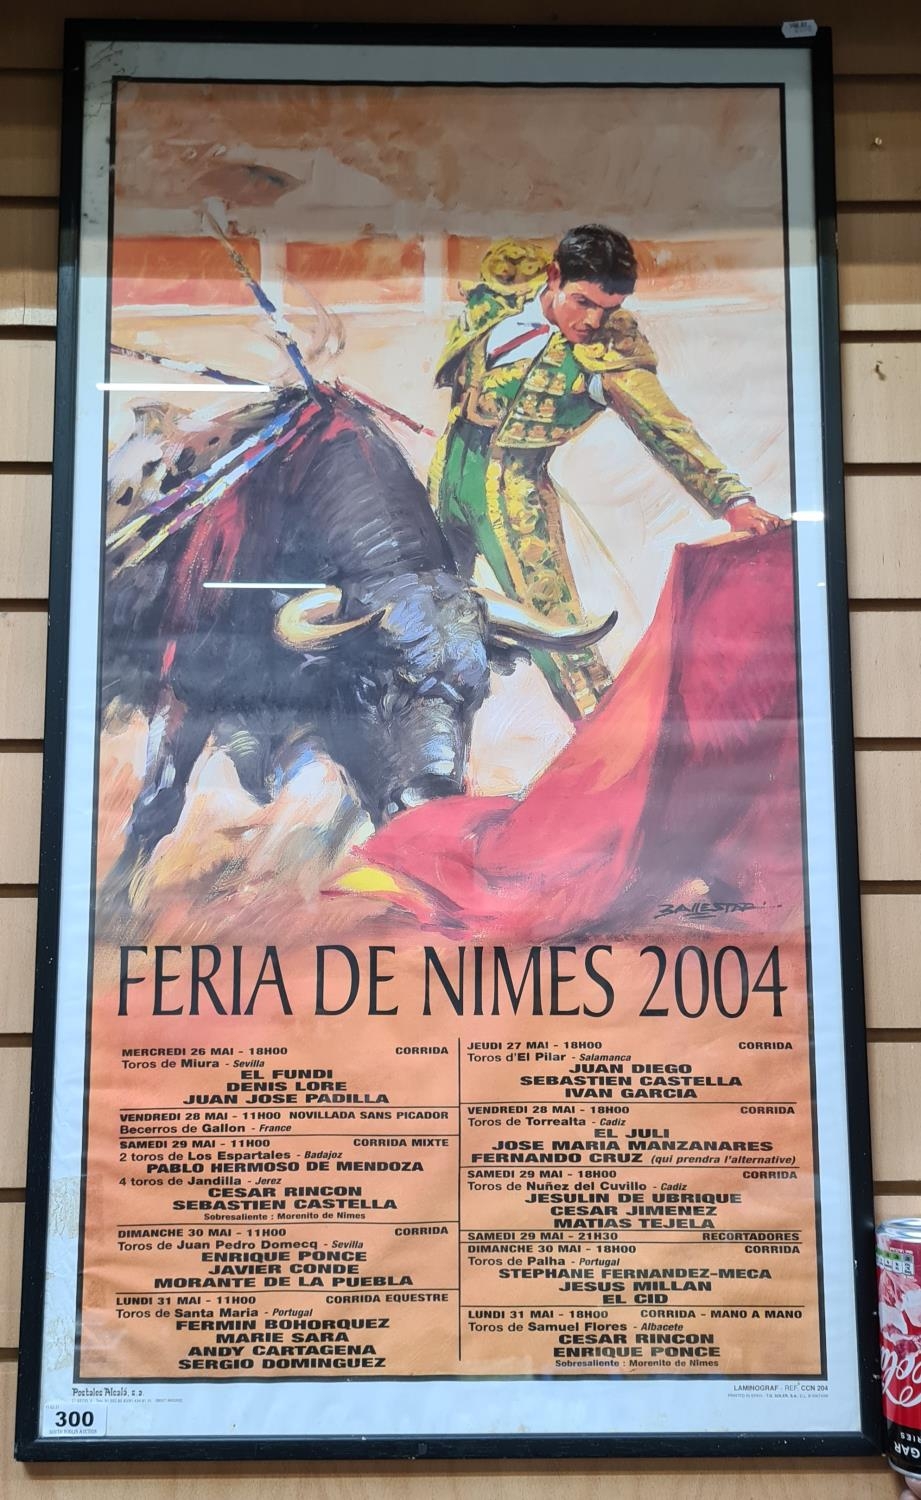 BALLESTAR
FERIA DE NIMES 2004
MERCREDI 26 MAI - 18H00 CORRIDA
Toros de Miura - Sevilla
EL FUNDI
DENIS LORE
JUAN JOSE PADILLA
VENDREDI 28 MAI - 11H00 NOVILLADA SANS PICADOR
Becerros de Gallon - France
SAMEDI 29 MAI - 11H00 CORRIDA MIXTE
2 toros de Los Espartales - Badajoz
PABLO HERMOSO DE MENDOZA
4 toros de Jandilla - Jerez
CESAR RINCON
SEBASTIEN CASTELLA
Sobresaliente : Morenito de Nîmes
DIMANCHE 30 MAI - 11H00 CORRIDA
Toros de Juan Pedro Domecq - Sevilla
ENRIQUE PONCE
JAVIER CONDE
MORANTE DE LA PUEBLA
LUNDI 31 MAI - 11H00 CORRIDA EQUESTRE
Toros de Santa Maria - Portugal
FERMIN BOHORQUEZ
MARIE SARA
ANDY CARTAGENA
SERGIO DOMINGUEZ
JEUDI 27 MAI - 18H00 CORRIDA
Toros d'El Pilar - Salamanca
JUAN DIEGO
SEBASTIEN CASTELLA
IVAN GARCIA
VENDREDI 28 MAI - 18H00 CORRIDA
Toros de Torrealta - Cadiz
EL JULI
JOSE MARIA MANZANARES
FERNANDO CRUZ (qui prendra l'alternative)
SAMEDI 29 MAI - 18H00 CORRIDA
Toros de Nuñez del Cuvillo - Cadiz
JESULIN DE UBRIQUE
CESAR JIMENEZ
MATIAS TEJELA
SAMEDI 29 MAI - 21H30 RECORTADORES
DIMANCHE 30 MAI - 18H00 CORRIDA
Toros de Palha - Portugal
STEPHANE FERNANDEZ-MECA
JESUS MILLAN
EL CID
LUNDI 31 MAI - 18H00 CORRIDA - MANO A MANO
Toros de Samuel Flores - Albacete
CESAR RINCON
ENRIQUE PONCE
Sobresaliente : Morenito de Nîmes
Postales Alcalá, s.a.
LAMINOGRAF - REF. CCN 204
300